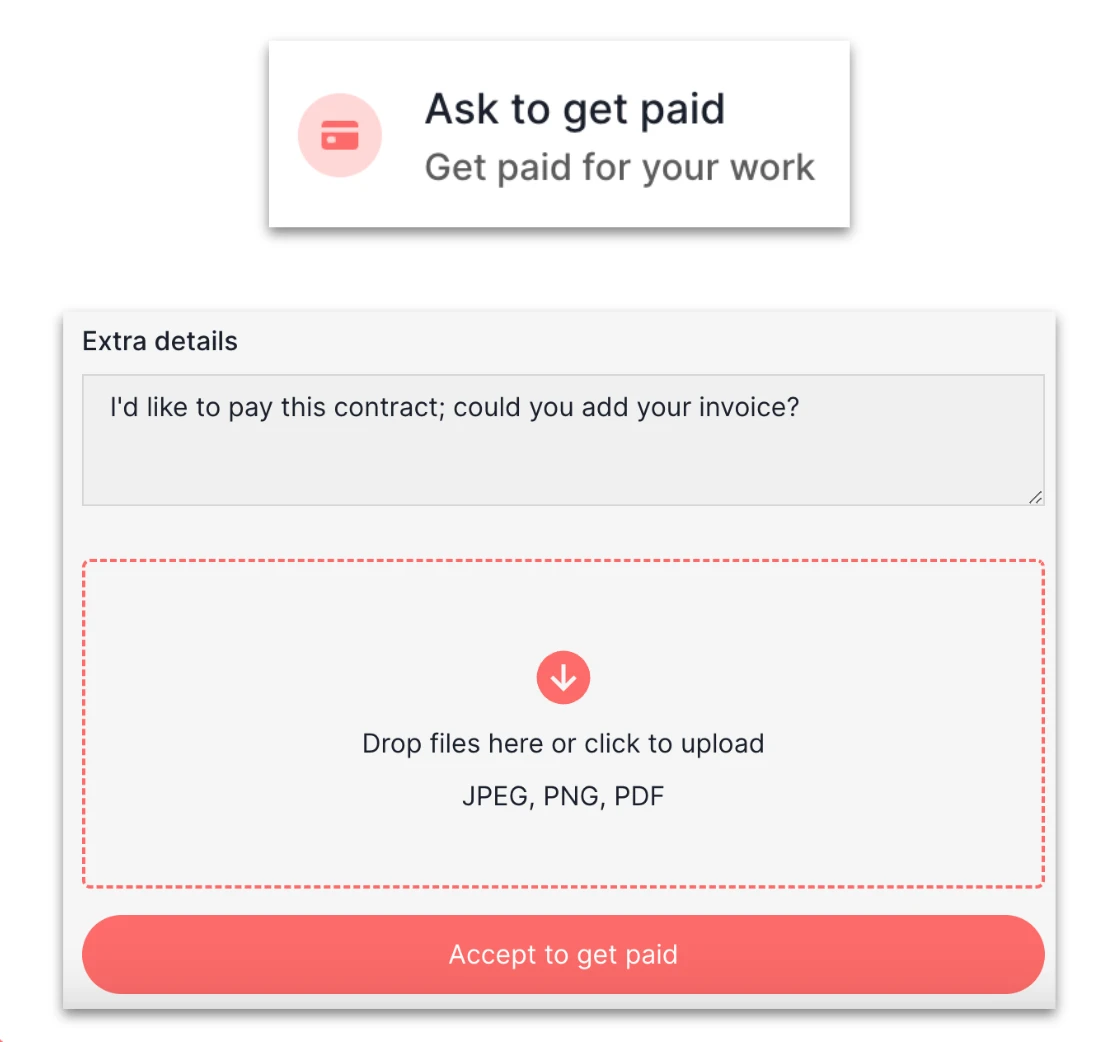 Ask to get paid
Get paid for your work
Extra details
I'd like to pay this contract; could you add your invoice?
Drop files here or click to upload
JPEG, PNG, PDF
Accept to get paid